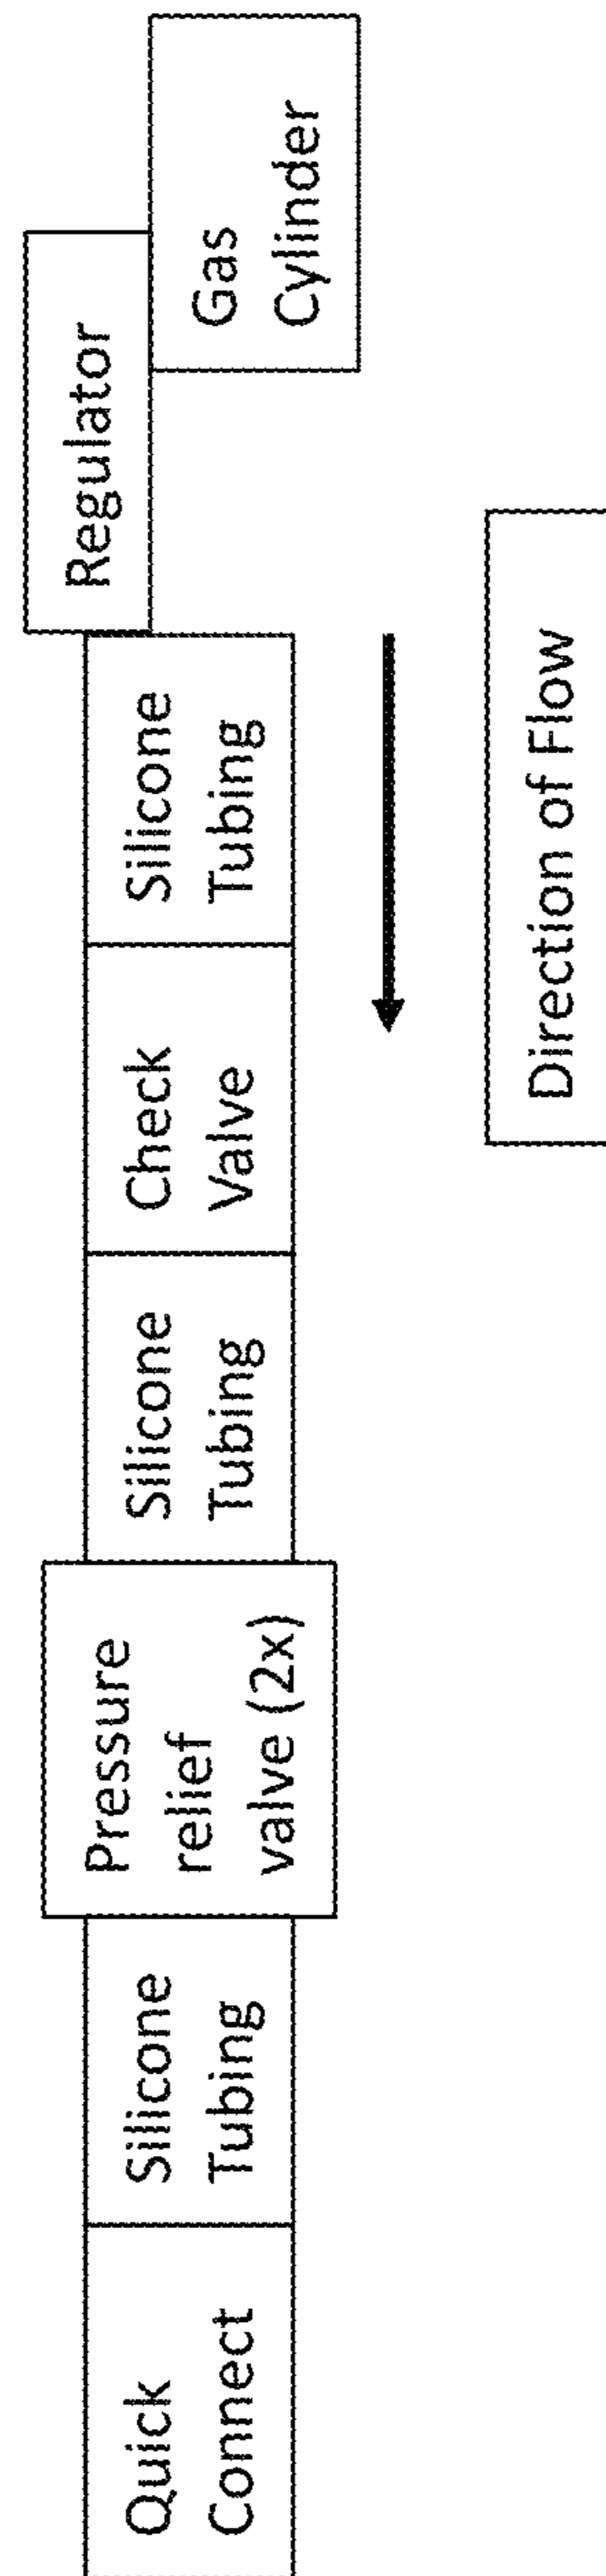 Quick
Connect
Silicone
Tubing
Pressure
relief
valve (2x)
Silicone
Tubing
Check
Valve
Silicone
Tubing
Regulator
Gas
Cylinder
Direction of Flow